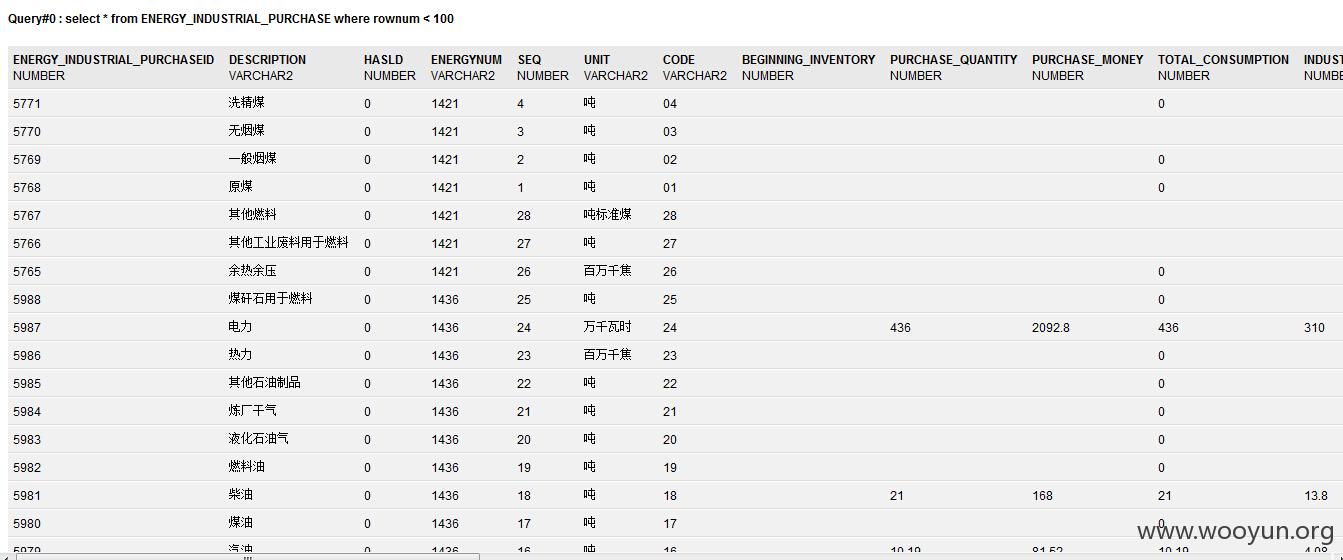 Query#0 : select * from ENERGY_INDUSTRIAL_PURCHASE where rownum < 100
ENERGY_INDUSTRIAL_PURCHASEID DESCRIPTION HASLD ENERGYNUM SEQ UNIT CODE BEGINNING_INVENTORY PURCHASE_QUANTITY PURCHASE_MONEY TOTAL_CONSUMPTION INDUST
NUMBER VARCHAR2 NUMBER VARCHAR2 NUMBER VARCHAR2 VARCHAR2 NUMBER NUMBER NUMBER NUMBER NUMBE
5771 洗精煤 0 1421 4 吨 04 0
5770 无烟煤 0 1421 3 吨 03
5769 一般烟煤 0 1421 2 吨 02 0
5768 原煤 0 1421 1 吨 01 0
5767 其他燃料 0 1421 28 吨标准煤 28
5766 其他工业废料用于燃料 0 1421 27 吨 27
5765 余热余压 0 1421 26 百万千焦 26 0
5988 煤矸石用于燃料 0 1436 25 吨 25 0
5987 电力 0 1436 24 万千瓦时 24 436 2092.8 436 310
5986 热力 0 1436 23 百万千焦 23 0
5985 其他石油制品 0 1436 22 吨 22 0
5984 炼厂干气 0 1436 21 吨 21 0
5983 液化石油气 0 1436 20 吨 20 0
5982 燃料油 0 1436 19 吨 19 0
5981 柴油 0 1436 18 吨 18 21 168 21 13.8
5980 煤油 0 1436 17 吨 17 0
5979 汽油 0 1436 16 吨 16 10.19 81.52 10.19
www.wooyun.org